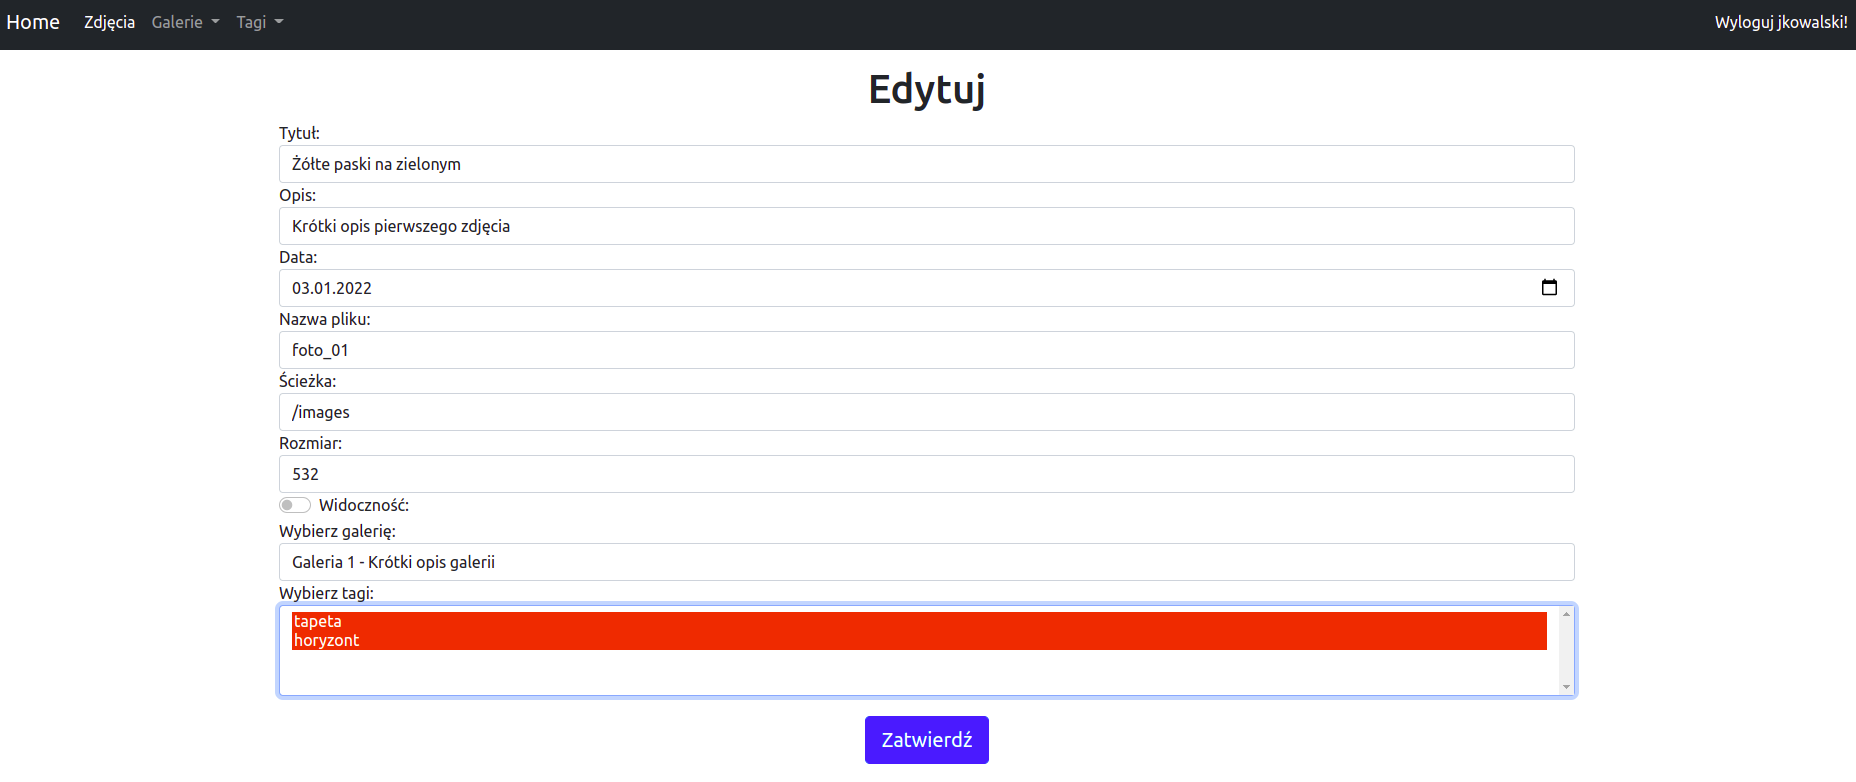 Home Zdjęcia Galerie Tagi Wyloguj jkowalski!
Edytuj
Tytuł:
Żółte paski na zielonym
Opis:
Krótki opis pierwszego zdjęcia
Data:
03.01.2022
Nazwa pliku:
foto_01
Ścieżka:
/images
Rozmiar:
532
Widoczność:
Wybierz galerię:
Galeria 1 - Krótki opis galerii
Wybierz tagi:
tapeta
horyzont
Zatwierdź